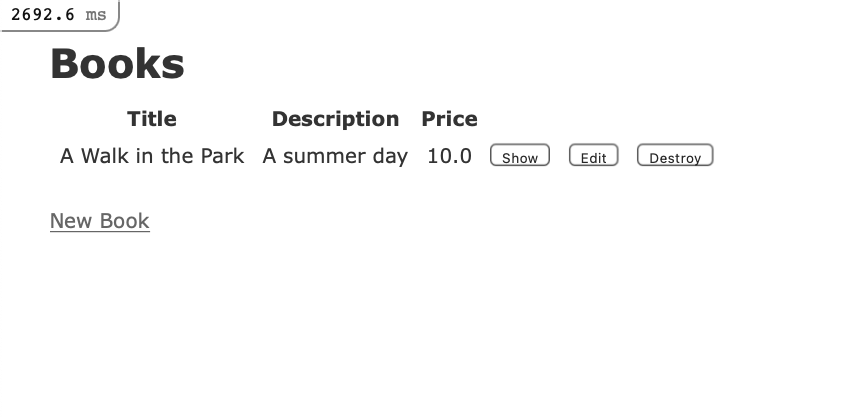 2692.6 ms
Books
Title Description Price
A Walk in the Park A summer day 10.0 Show Edit Destroy
New Book